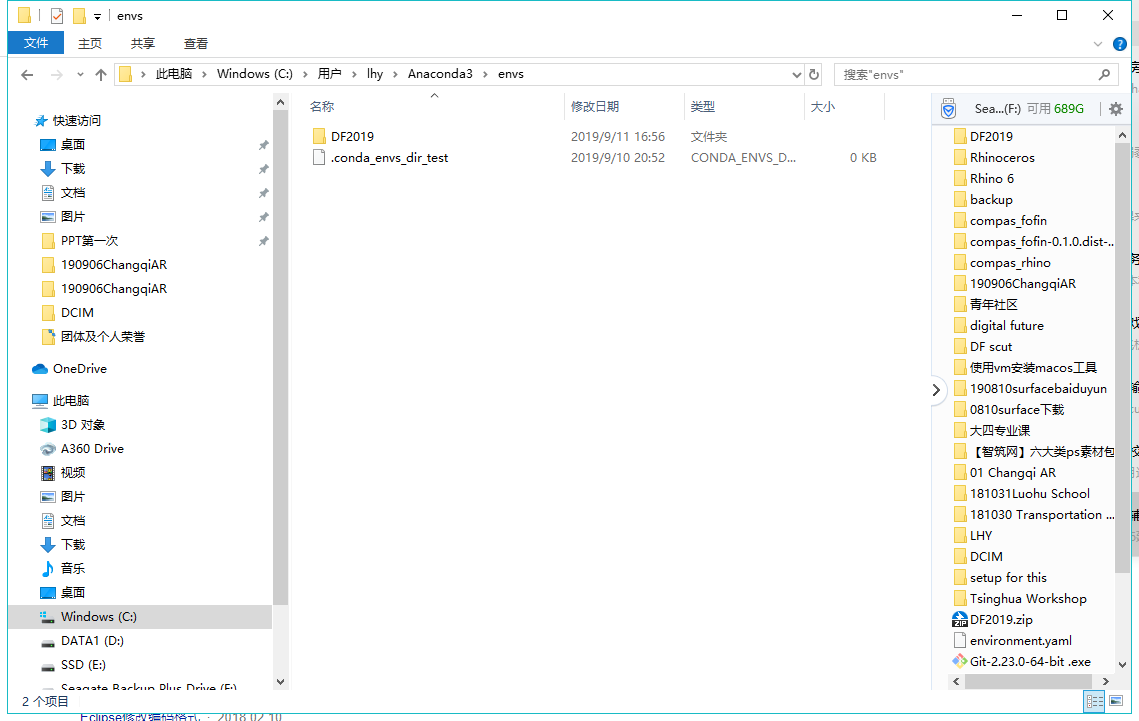 envs
文件 主页 共享 查看
此电脑 Windows (C:) 用户 lhy Anaconda3 envs
搜索"envs"
快速访问
桌面
下载
文档
图片
PPT第一次
190906ChangqiAR
190906ChangqiAR
DCIM
团体及个人荣誉
OneDrive
此电脑
3D 对象
A360 Drive
视频
图片
文档
下载
音乐
桌面
Windows (C:)
DATA1 (D:)
SSD (E:)
Seagate Backup Plus Drive (F:)
名称 修改日期 类型 大小
DF2019 2019/9/11 16:56 文件夹
.conda_envs_dir_test 2019/9/10 20:52 CONDA_ENVS_D... 0 KB
Sea...(F:) 可用 689G
DF2019
Rhinoceros
Rhino 6
backup
compas_fofin
compas_fofin-0.1.0.dist-..
compas_rhino
190906ChangqiAR
青年社区
digital future
DF scut
使用vm安装macos工具
190810surfacebaiduyun
0810surface下载
大四专业课
【智筑网】六大类ps素材包
01 Changqi AR
181031Luohu School
181030 Transportation ...
LHY
DCIM
setup for this
Tsinghua Workshop
DF2019.zip
environment.yaml
Git-2.23.0-64-bit .exe
2 个项目
Eclipse修改编码格式 · 2018 02 10